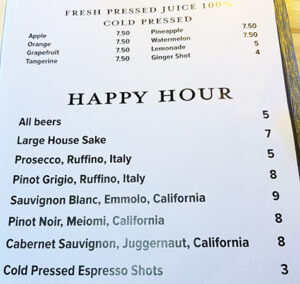 FRESH PRESSED JUICE 100%
COLD PRESSED
Apple 7.50 Pineapple 7.50
Orange 7.50 Watermelon 7.50
Grapefruit 7.50 Lemonade 5
Tangerine 7.50 Ginger Shot 4
HAPPY HOUR
All beers 5
Large House Sake 7
Prosecco, Ruffino, Italy 5
Pinot Grigio, Ruffino, Italy 8
Sauvignon Blanc, Emmolo, California 9
Pinot Noir, Meiomi, California 8
Cabernet Sauvignon, Juggernaut, California 8
Cold Pressed Espresso Shots 3